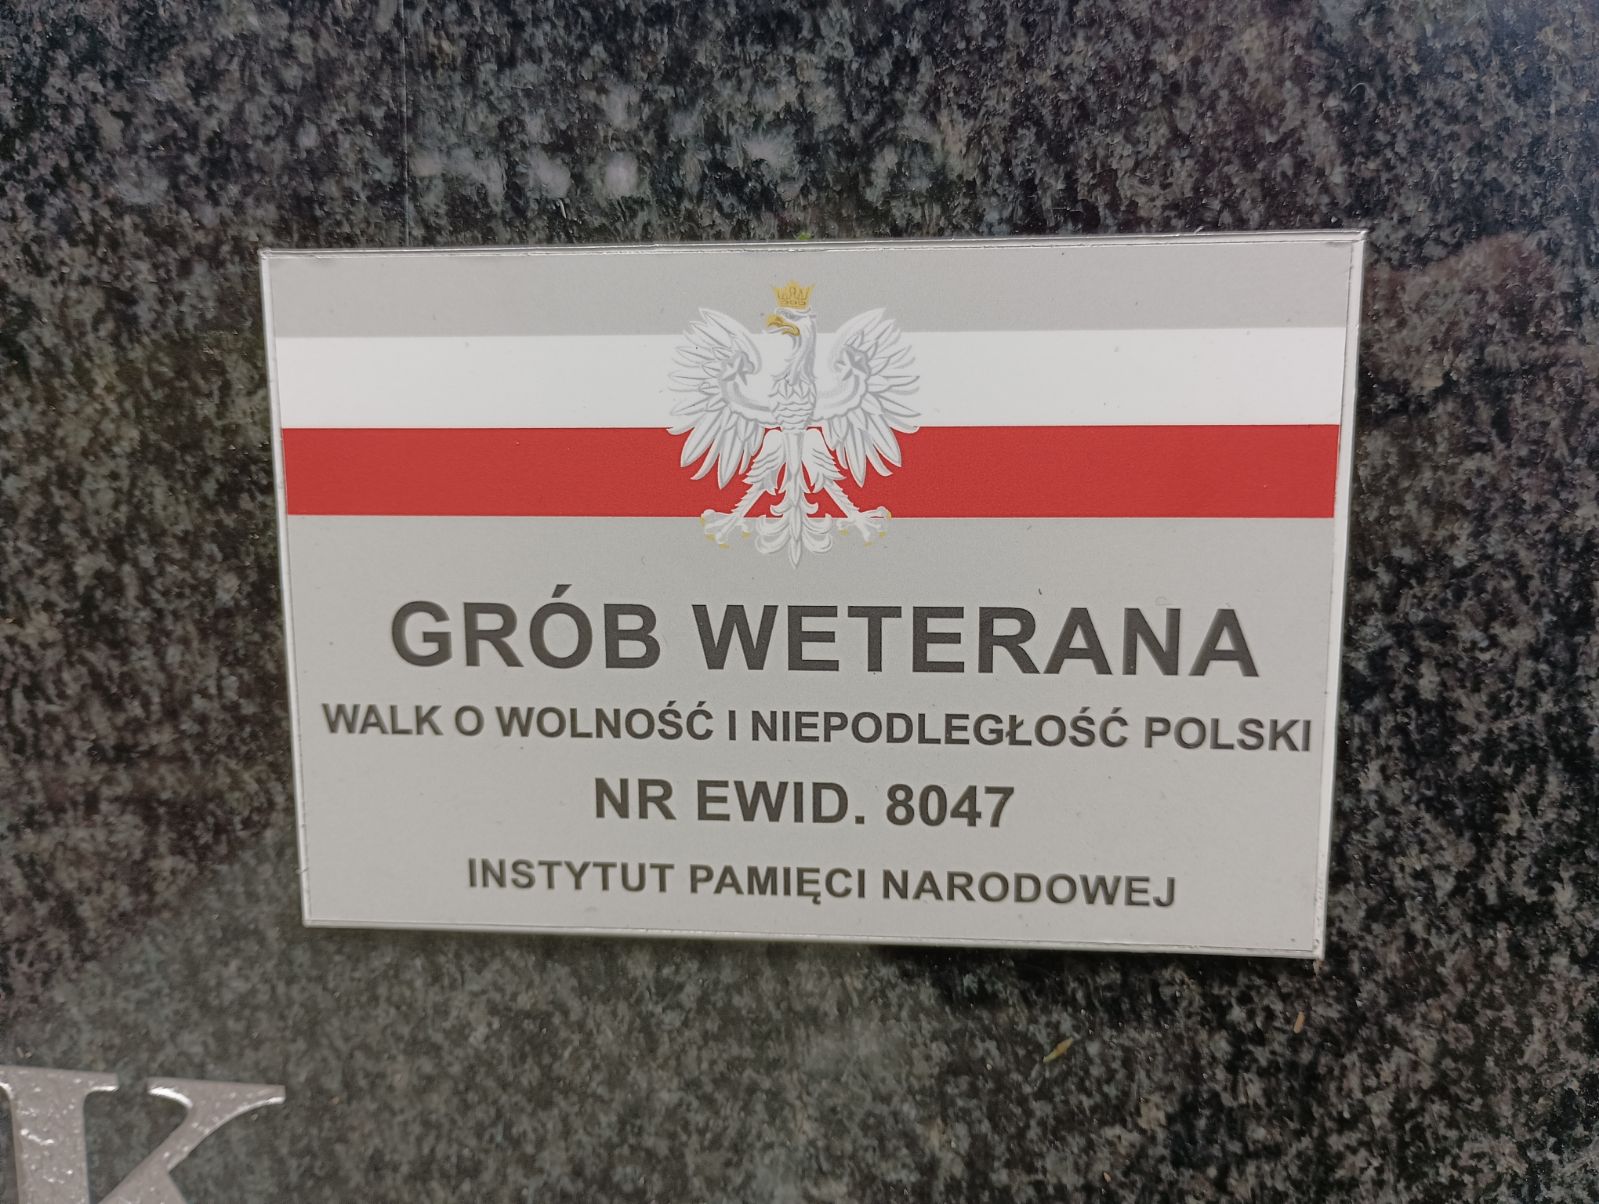 GRÓB WETERANA
WALK O WOLNOŚĆ I NIEPODLEGŁOŚĆ POLSKI
NR EWID. 8047
INSTYTUT PAMIĘCI NARODOWEJ
K